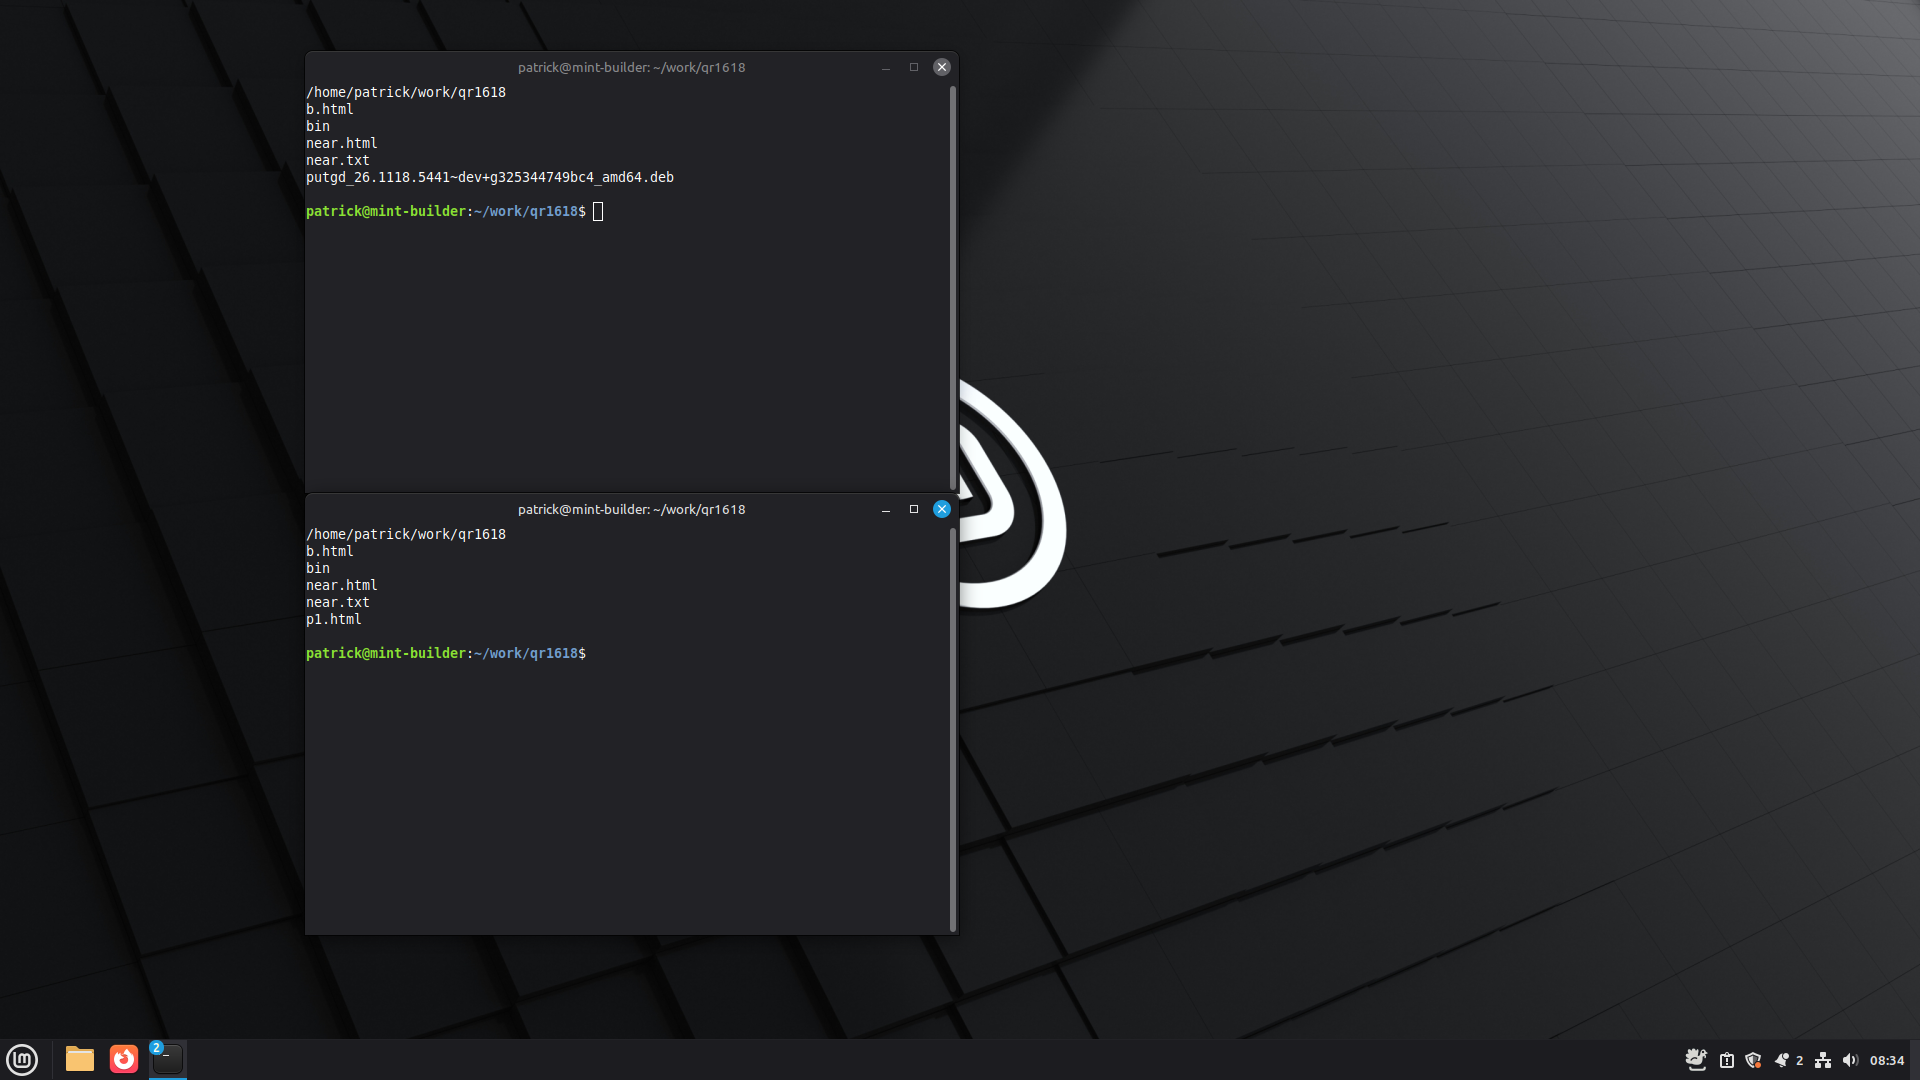 patrick@mint-builder: ~/work/qr1618
/home/patrick/work/qr1618
b.html
bin
near.html
near.txt
putgd_26.1118.5441~dev+g325344749bc4_amd64.deb
patrick@mint-builder:~/work/qr1618$
patrick@mint-builder: ~/work/qr1618
/home/patrick/work/qr1618
b.html
bin
near.html
near.txt
p1.html
patrick@mint-builder:~/work/qr1618$
2
2
08:34